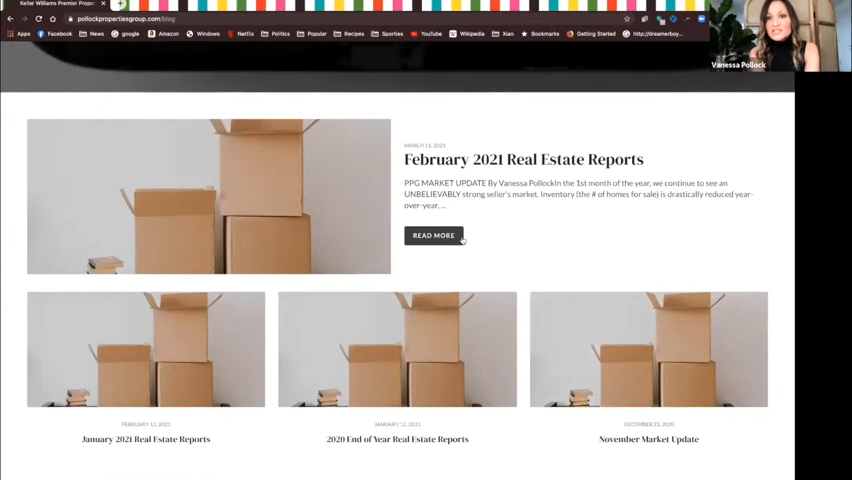 Keller Williams Premier Proper
pollockpropertiesgroup.com/blog
Apps Facebook News google Amazon Windows Netflix Politics Popular Recipes Sporties YouTube Wikipedia Xian Bookmarks Getting Started http://dreamerboy...
Vanessa Pollock
MARCH 11, 2021
February 2021 Real Estate Reports
PPG MARKET UPDATE By Vanessa PollockIn the 1st month of the year, we continue to see an
UNBELIEVABLY strong seller's market. Inventory (the # of homes for sale) is drastically reduced year-
over-year, ...
READ MORE
FEBRUARY 11, 2021
January 2021 Real Estate Reports
JANUARY 12, 2021
2020 End of Year Real Estate Reports
DECEMBER 22, 2020
November Market Update